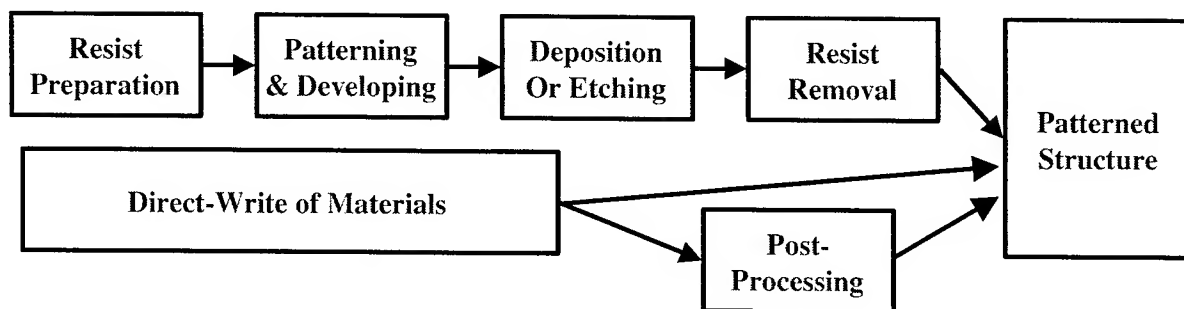 Resist
Preparation
Patterning
& Developing
Deposition
Or Etching
Resist
Removal
Patterned
Structure
Direct-Write of Materials
Post-
Processing